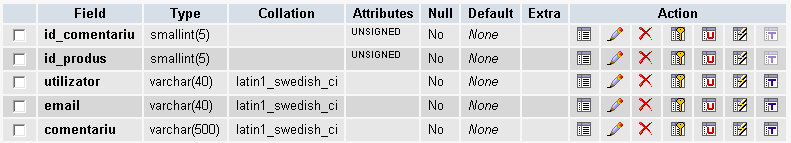 Field Type Collation Attributes Null Default Extra Action
id_comentariu smallint(5) UNSIGNED No None
id_produs smallint(5) UNSIGNED No None
utilizator varchar(40) latin1_swedish_ci No None
email varchar(40) latin1_swedish_ci No None
comentariu varchar(500) latin1_swedish_ci No None